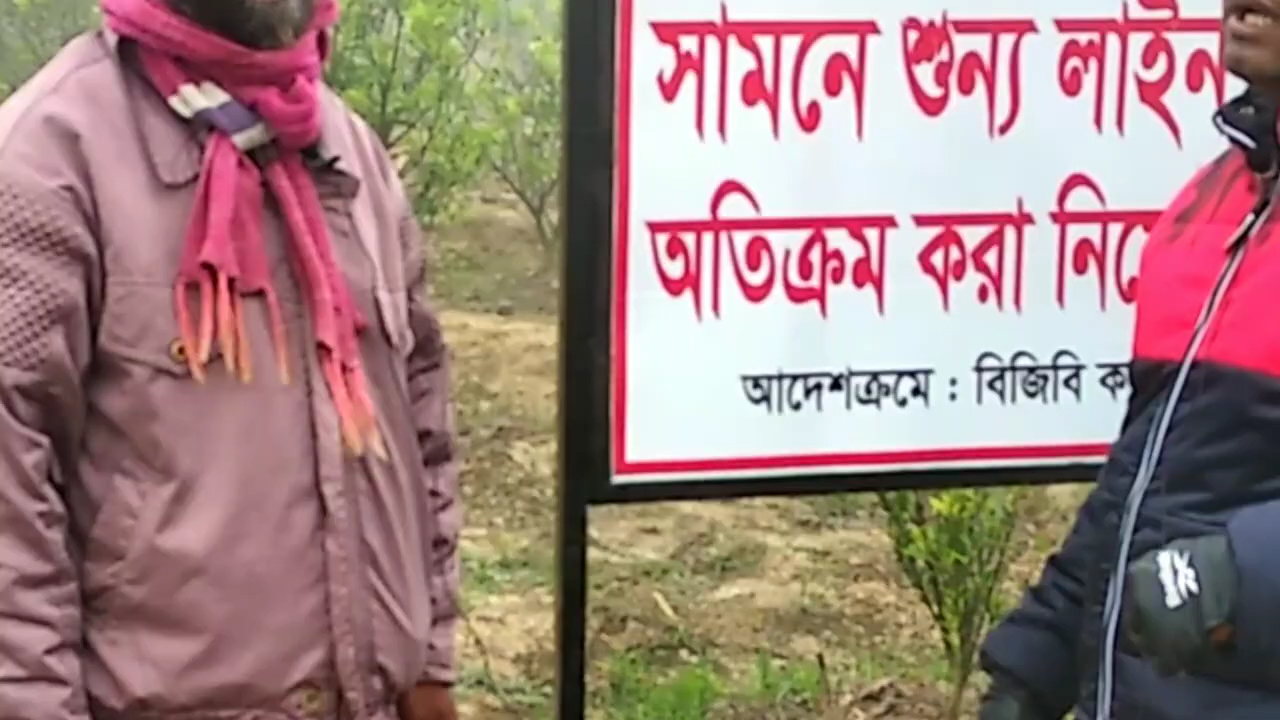 সামনে শুন্য লাইন
অতিক্রম করা
আদেশক্রমে : বিজিবি